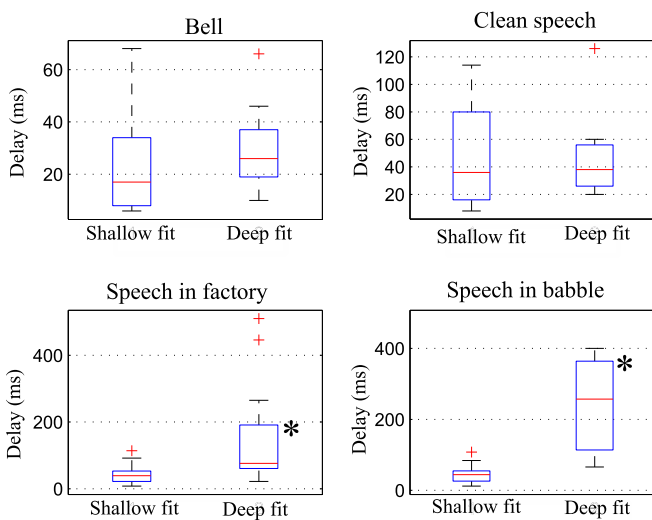 Bell
Delay (ms)
60
40
20
Shallow fit Deep fit
Clean speech
Delay (ms)
120
100
80
60
40
20
Shallow fit Deep fit
Speech in factory
Delay (ms)
400
200
0
Shallow fit Deep fit
*
Speech in babble
Delay (ms)
400
200
0
Shallow fit Deep fit
*